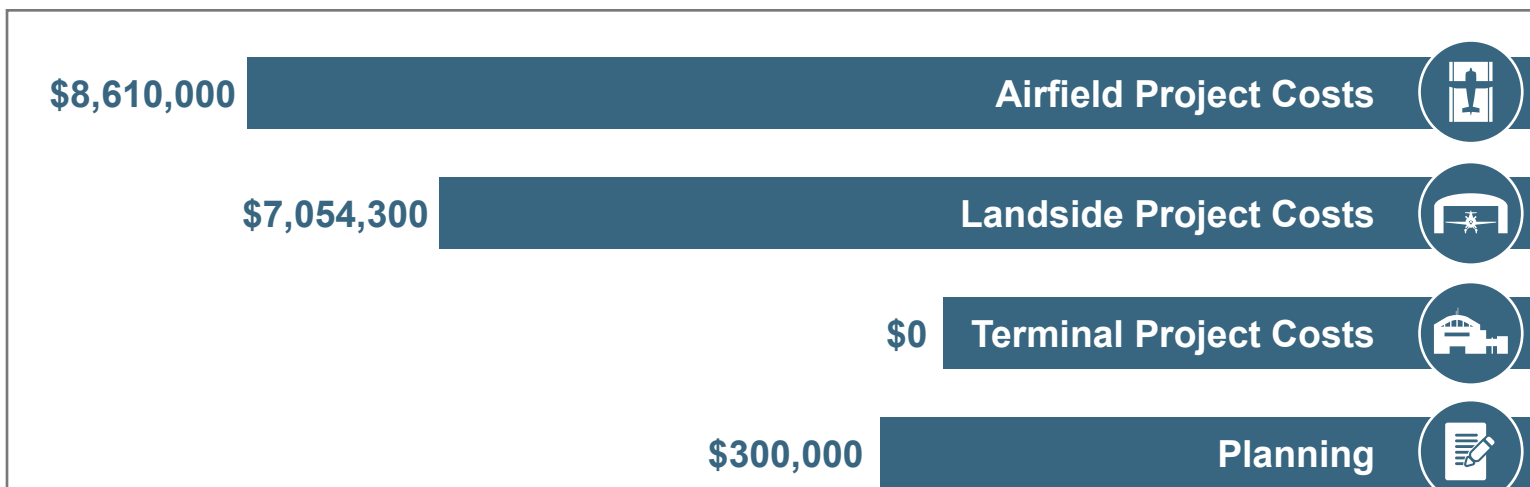 $8,610,000 Airfield Project Costs
$7,054,300 Landside Project Costs
$0 Terminal Project Costs
$300,000 Planning